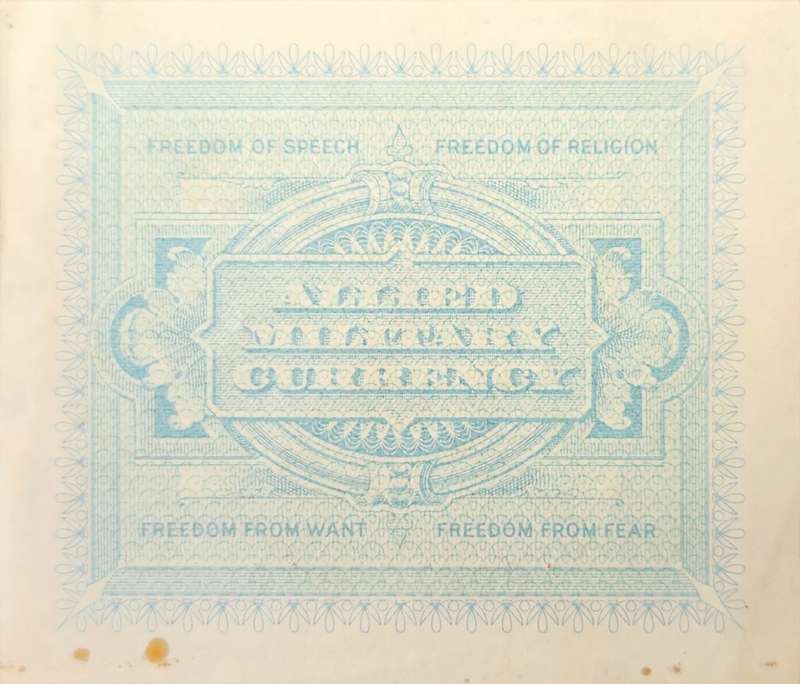 FREEDOM OF SPEECH FREEDOM OF RELIGION
ALLIED
MILITARY
CURRENCY
FREEDOM FROM WANT FREEDOM FROM FEAR